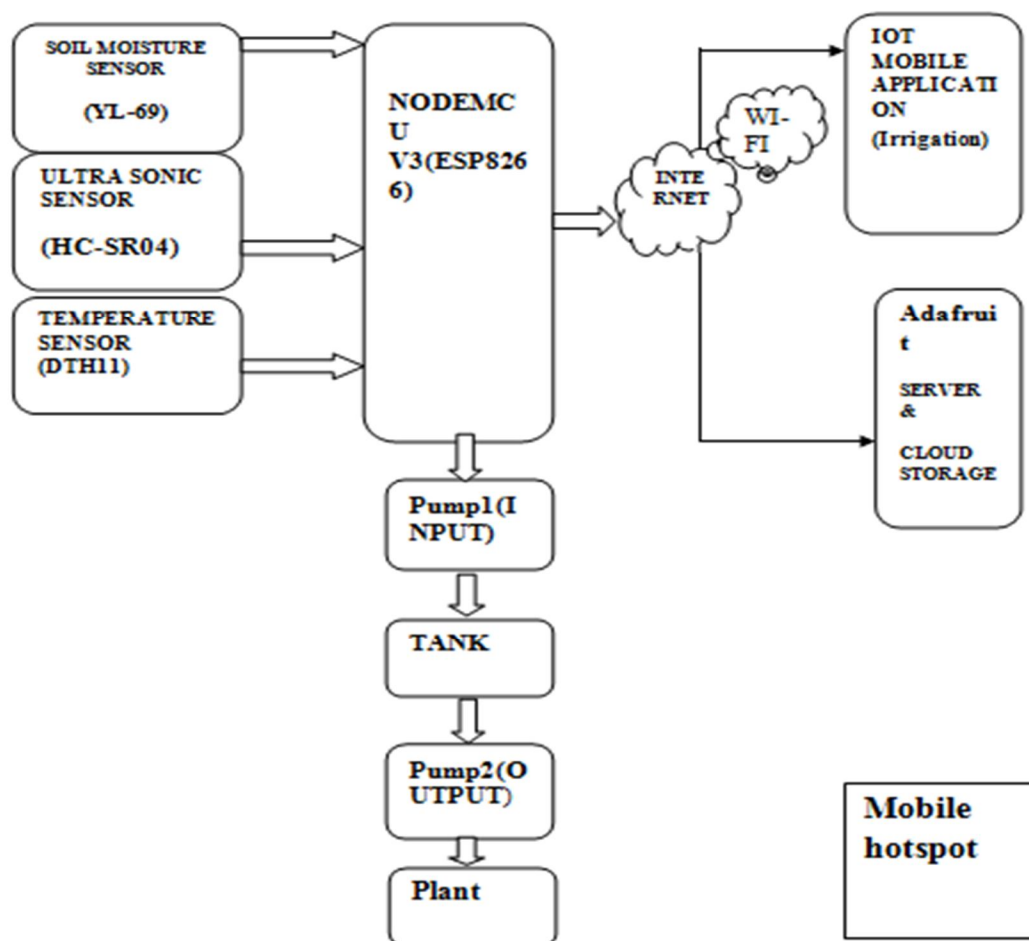 SOIL MOISTURE
SENSOR
(YL-69)
ULTRA SONIC
SENSOR
(HC-SR04)
TEMPERATURE
SENSOR
(DTH11)
NODEMC
U
V3(ESP826
6)
INTE
RNET
WI-
FI
IOT
MOBILE
APPLICATI
ON
(Irrigation)
Adafrui
t
SERVER
&
CLOUD
STORAGE
Pump1(I
NPUT)
TANK
Pump2(O
UTPUT)
Plant
Mobile
hotspot